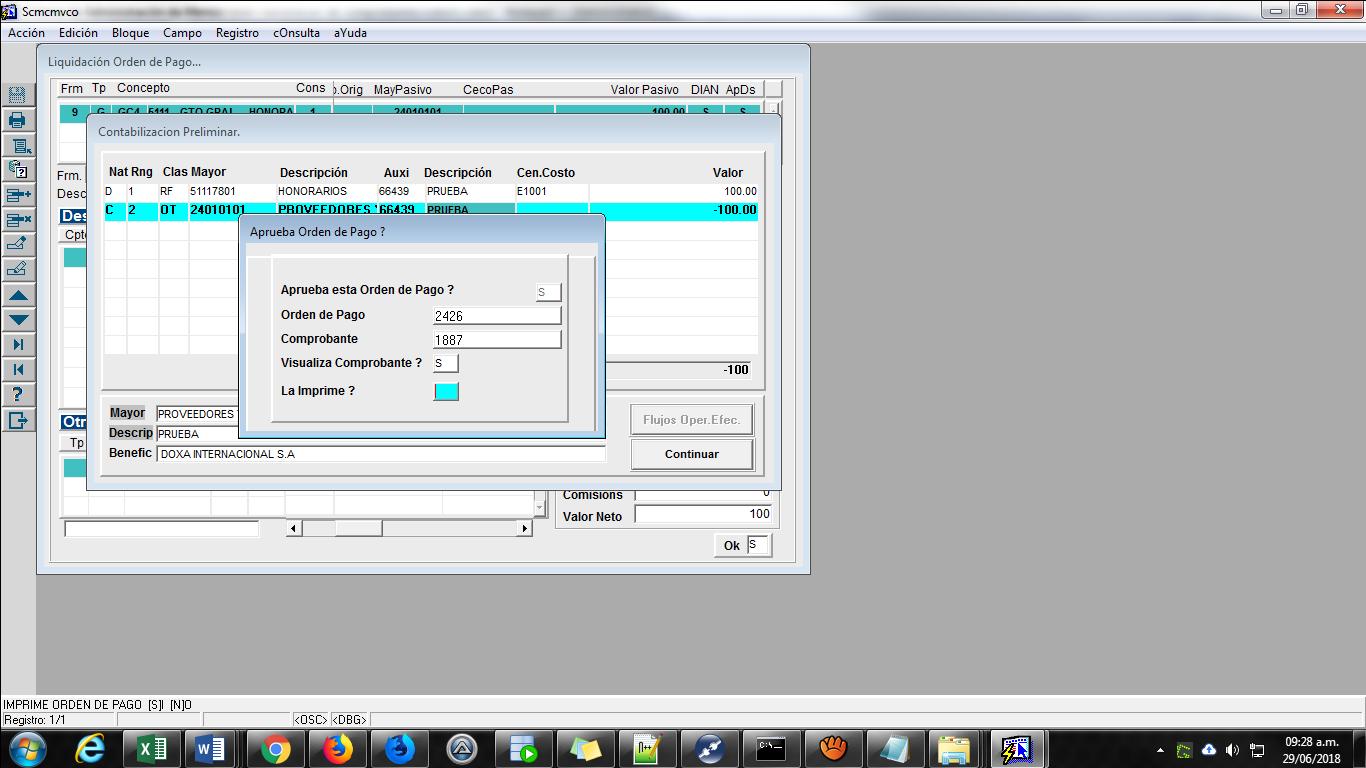 Scmcmvco
Acción Edición Bloque Campo Registro cOnsulta aYuda
Liquidación Orden de Pago...
Frm Tp Concepto Cons o.Orig MayPasivo CecoPas Valor Pasivo DIAN ApDs
9 G GC4 5111 GTO GRAL HONORA 1 24010101 100.00 S S
Contabilizacion Preliminar.
Nat Rng Clas Mayor Descripción Auxi Descripción Cen.Costo Valor
D 1 RF 51117801 HONORARIOS 66439 PRUEBA E1001 100.00
C 2 OT 24010101 PROVEEDORES ' 66439 PRUEBA -100.00
Frm.
Desc
Des
Cpto
Aprueba Orden de Pago ?
Aprueba esta Orden de Pago ? S
Orden de Pago 2426
Comprobante 1887
Visualiza Comprobante ? S
La Imprime ?
-100
Mayor PROVEEDORES
Descrip PRUEBA
Benefic DOXA INTERNACIONAL S.A
Flujos Oper.Efec.
Continuar
Otr
Tp
Comisions 0
Valor Neto 100
Ok S
IMPRIME ORDEN DE PAGO [S]I [N]O
Registro: 1/1 <OSC> <DBG>
09:28 a.m.
29/06/2018